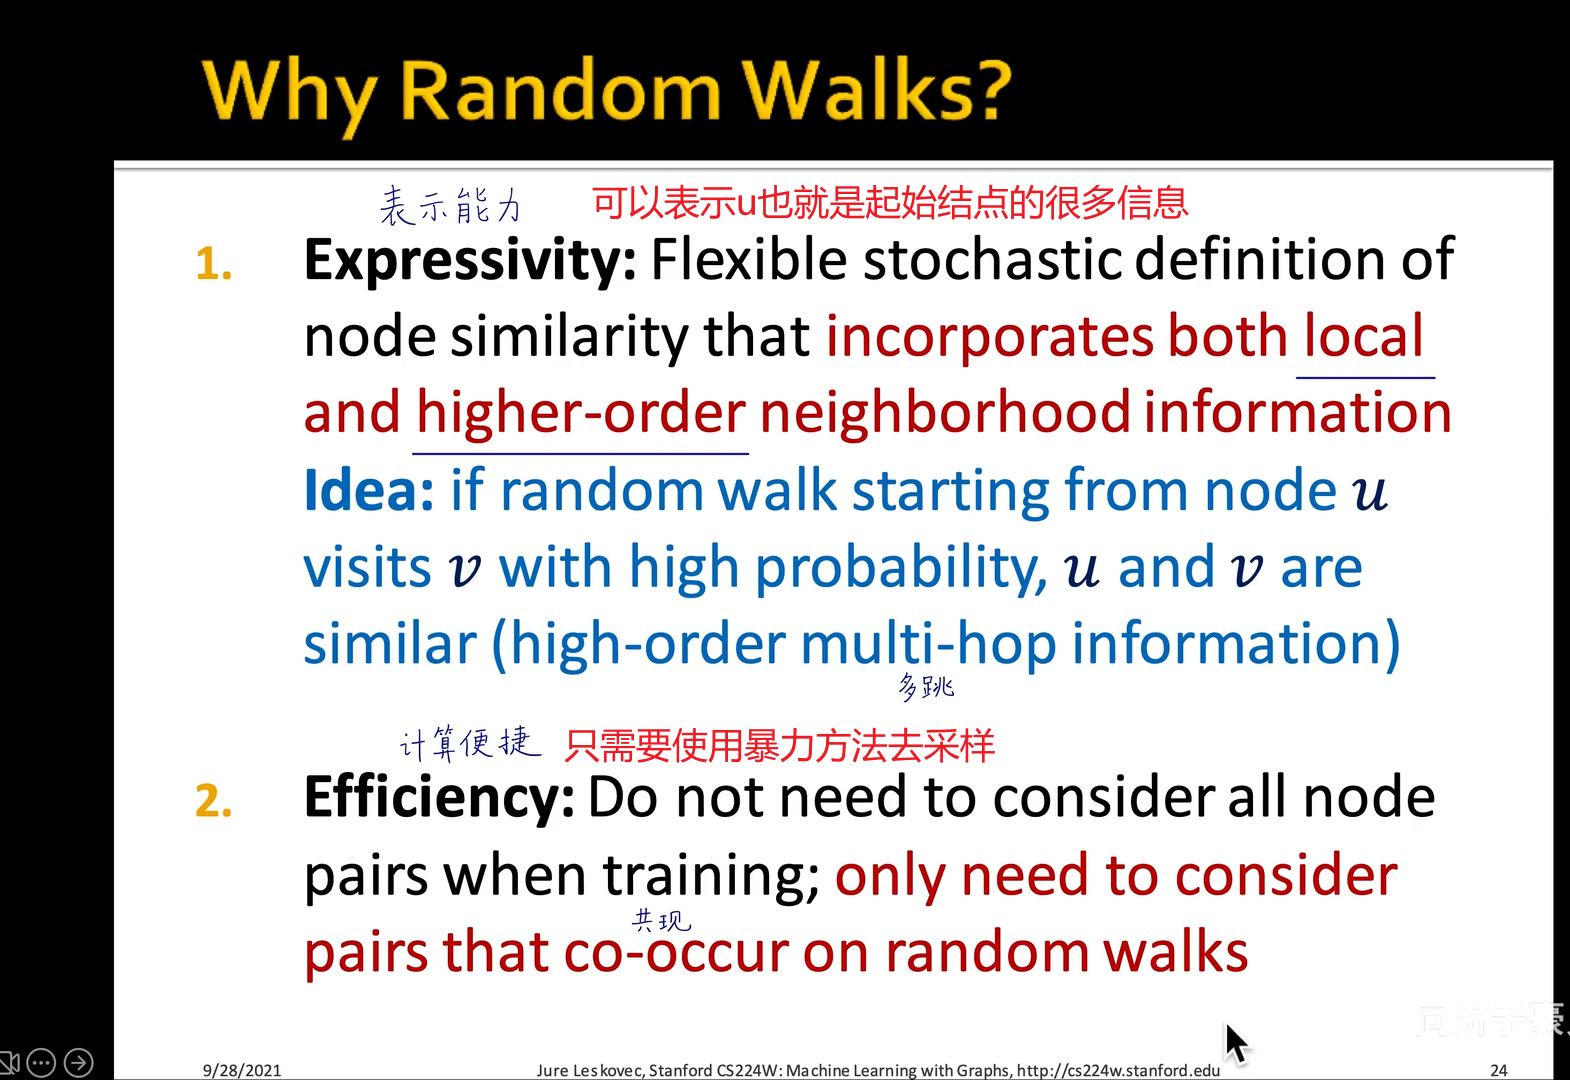 Why Random Walks?
表示能力 可以表示u也就是起始结点的很多信息
1. Expressivity: Flexible stochastic definition of
node similarity that incorporates both local
and higher-order neighborhood information
Idea: if random walk starting from node u
visits v with high probability, u and v are
similar (high-order multi-hop information)
多跳
计算便捷 只需要使用暴力方法去采样
2. Efficiency: Do not need to consider all node
pairs when training; only need to consider
共现
pairs that co-occur on random walks
9/28/2021 Jure Leskovec, Stanford CS224W: Machine Learning with Graphs, http://cs224w.stanford.edu 24